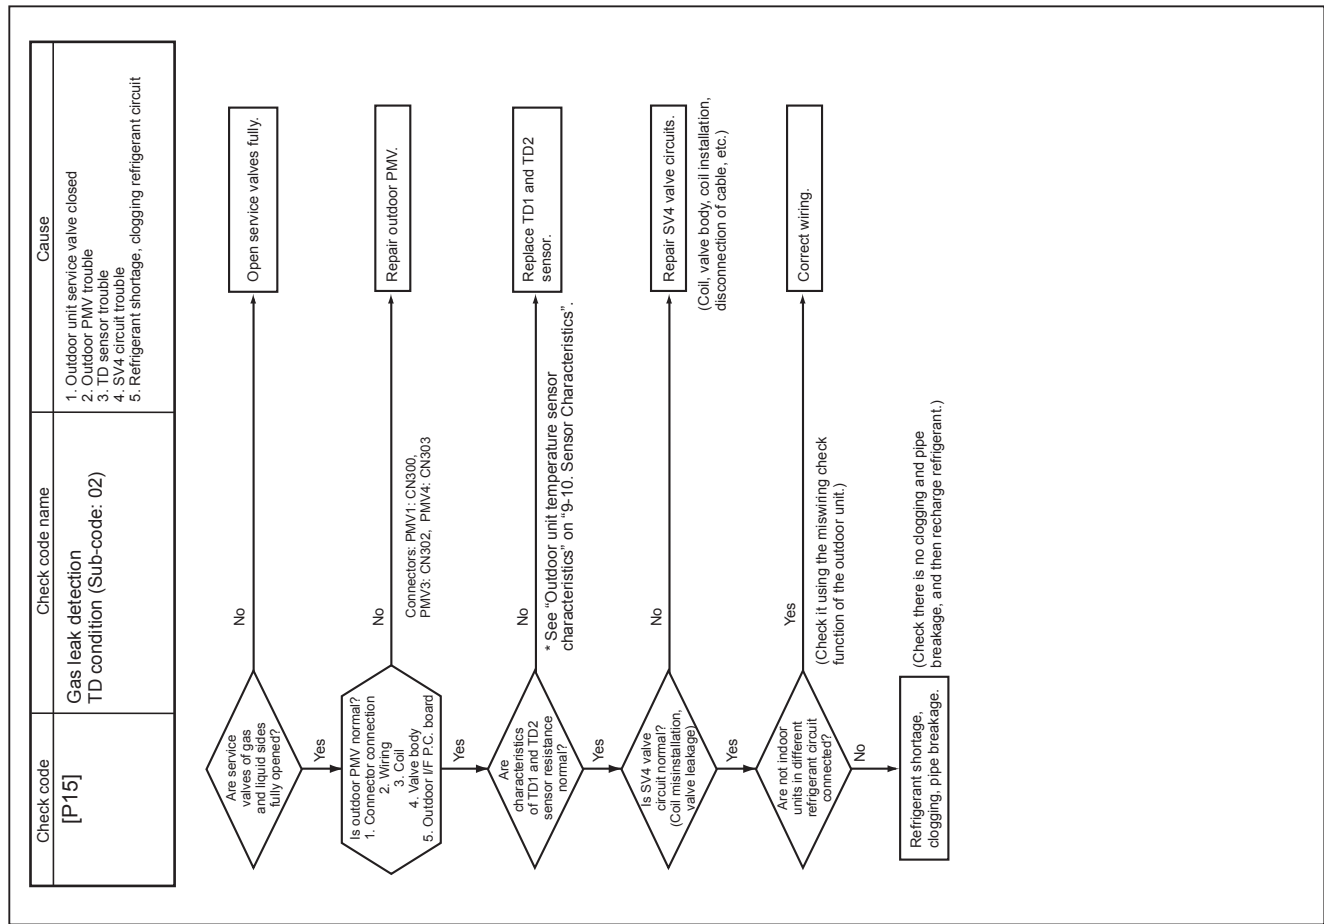 Check code
Check code name
Cause
[P15]
Gas leak detection
TD condition (Sub-code: 02)
1. Outdoor unit service valve closed
2. Outdoor PMV trouble
3. TD sensor trouble
4. SV4 circuit trouble
5. Refrigerant shortage, clogging refrigerant circuit
Are service
valves of gas
and liquid sides
fully opened?
No
Open service valves fully.
Yes
Is outdoor PMV normal?
1. Connector connection
2. Wiring
3. Coil
4. Valve body
5. Outdoor I/F P.C. board
No
Repair outdoor PMV.
Connectors: PMV1: CN300,
PMV3: CN302, PMV4: CN303
Yes
Are
characteristics
of TD1 and TD2
sensor resistance
normal?
No
Replace TD1 and TD2
sensor.
* See “Outdoor unit temperature sensor
characteristics” on “9-10. Sensor Characteristics”.
Yes
Is SV4 valve
circuit normal?
(Coil misinstallation,
valve leakage)
No
Repair SV4 valve circuits.
(Coil, valve body, coil installation,
disconnection of cable, etc.)
Yes
Are not indoor
units in different
refrigerant circuit
connected?
Yes
Correct wiring.
(Check it using the miswiring check
function of the outdoor unit.)
No
Refrigerant shortage,
clogging, pipe breakage.
(Check there is no clogging and pipe
breakage, and then recharge refrigerant.)